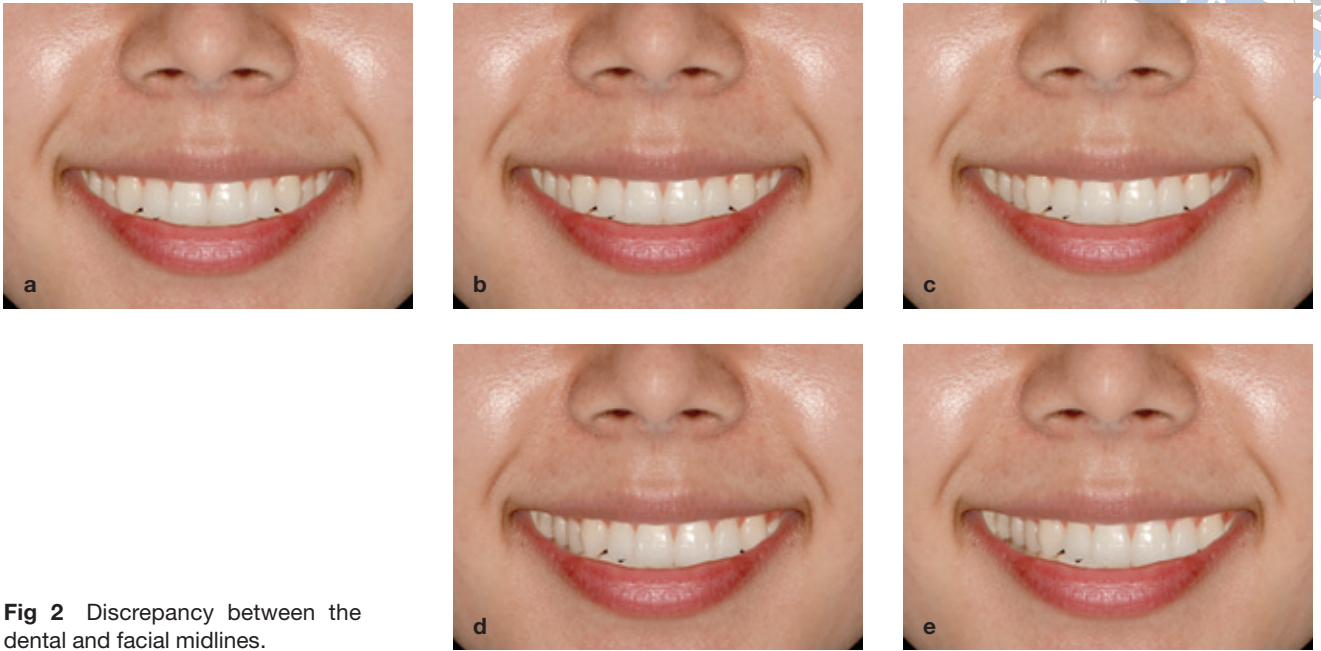 a
b
c
d
e
Fig 2 Discrepancy between the
dental and facial midlines.